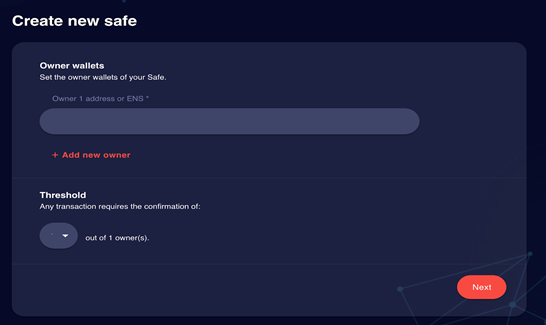 Create new safe
Owner wallets
Set the owner wallets of your Safe.
Owner 1 address or ENS *
+ Add new owner
Threshold
Any transaction requires the confirmation of:
out of 1 owner(s).
Next